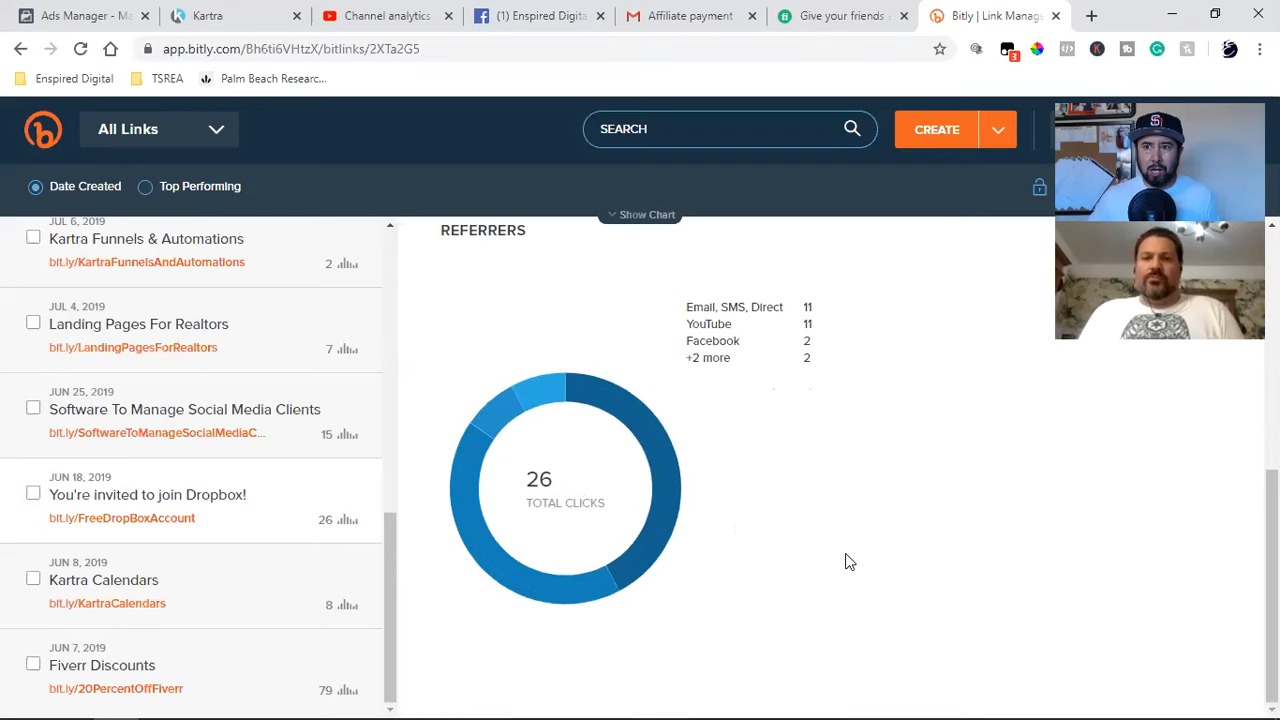 Ads Manager - Ma
Kartra
Channel analytics
(1) Enspired Digita
Affiliate payment
Give your friends
Bitly | Link Manage
app.bitly.com/Bh6ti6VHtzX/bitlinks/2XTa2G5
3
Enspired Digital
TSREA
Palm Beach Researc...
All Links
SEARCH
CREATE
Date Created
Top Performing
Show Chart
JUL 6, 2019
Kartra Funnels & Automations
bit.ly/KartraFunnelsAndAutomations
2
JUL 4, 2019
Landing Pages For Realtors
bit.ly/LandingPagesForRealtors
7
JUN 25, 2019
Software To Manage Social Media Clients
bit.ly/SoftwareToManageSocialMediaC...
15
JUN 18, 2019
You're invited to join Dropbox!
bit.ly/FreeDropBoxAccount
26
JUN 8, 2019
Kartra Calendars
bit.ly/KartraCalendars
8
JUN 7, 2019
Fiverr Discounts
bit.ly/20PercentOffFiverr
79
REFERRERS
Email, SMS, Direct 11
YouTube 11
Facebook 2
+2 more 2
26
TOTAL CLICKS